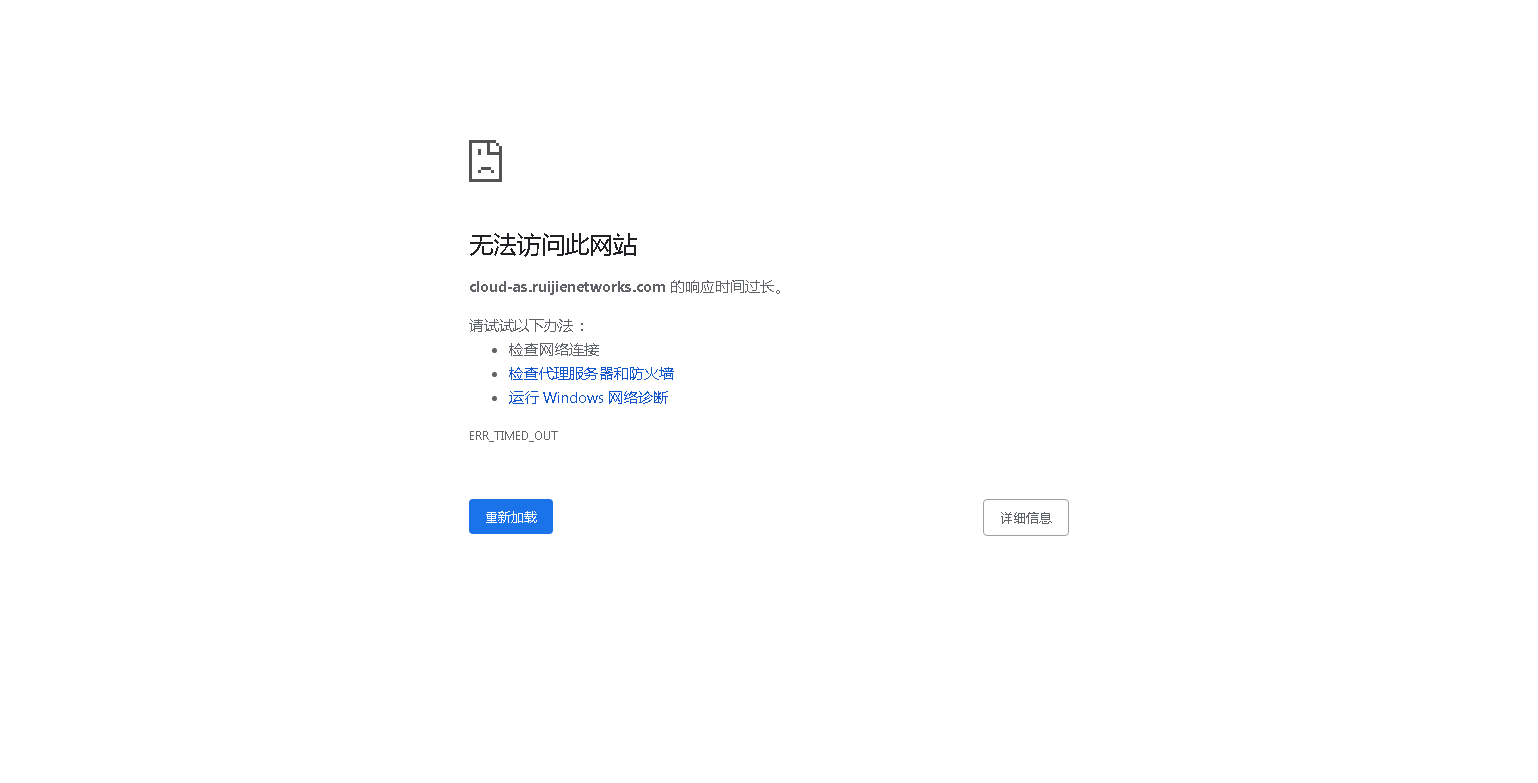 无法访问此网站
cloud-as.ruijienetworks.com 的响应时间过长。
请试试以下办法：
检查网络连接
检查代理服务器和防火墙
运行 Windows 网络诊断
ERR_TIMED_OUT
重新加载
详细信息